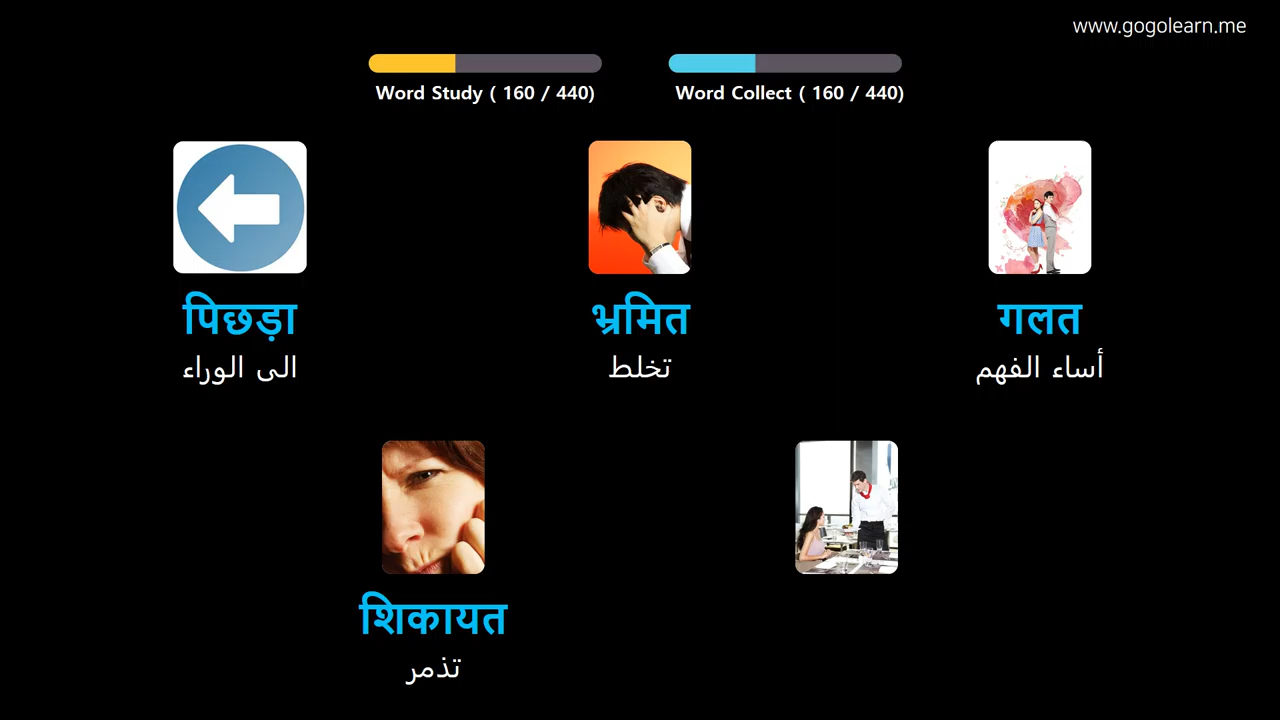 www.gogolearn.me
Word Study ( 160 / 440)
Word Collect ( 160 / 440)
पिछड़ा
الى الوراء
भ्रमित
تخلط
गलत
أساء الفهم
शिकायत
تذمر